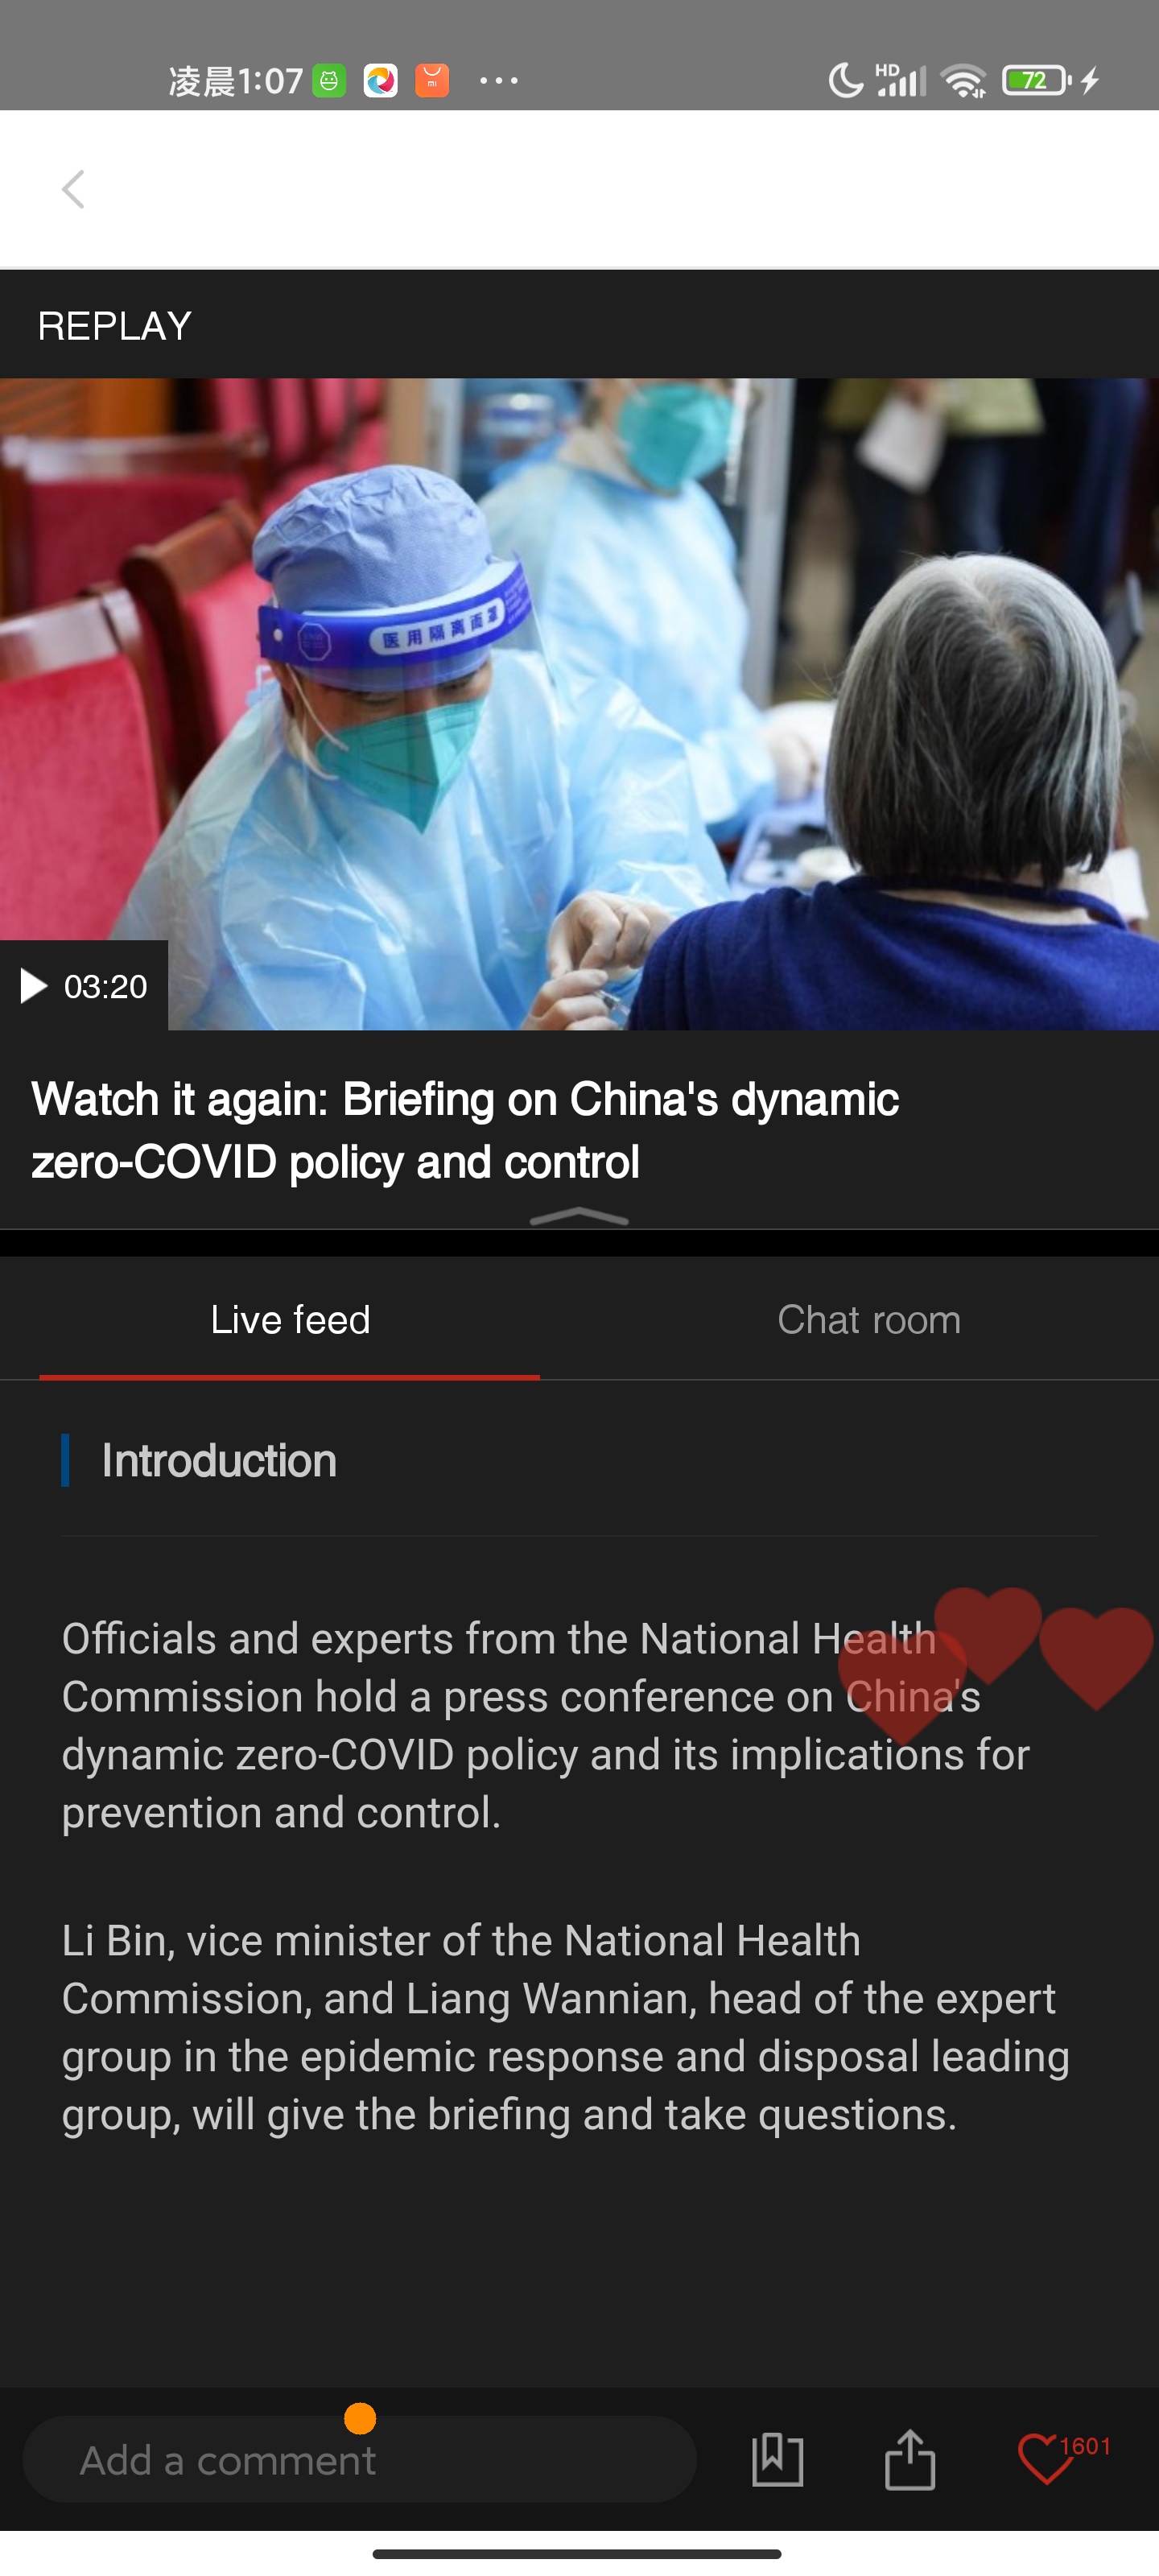 凌晨1:07
mi
HD
72
REPLAY
医用隔离面罩
03:20
Watch it again: Briefing on China's dynamic
zero-COVID policy and control
Live feed
Chat room
Introduction
Officials and experts from the National Health
Commission hold a press conference on China's
dynamic zero-COVID policy and its implications for
prevention and control.
Li Bin, vice minister of the National Health
Commission, and Liang Wannian, head of the expert
group in the epidemic response and disposal leading
group, will give the briefing and take questions.
Add a comment
1601